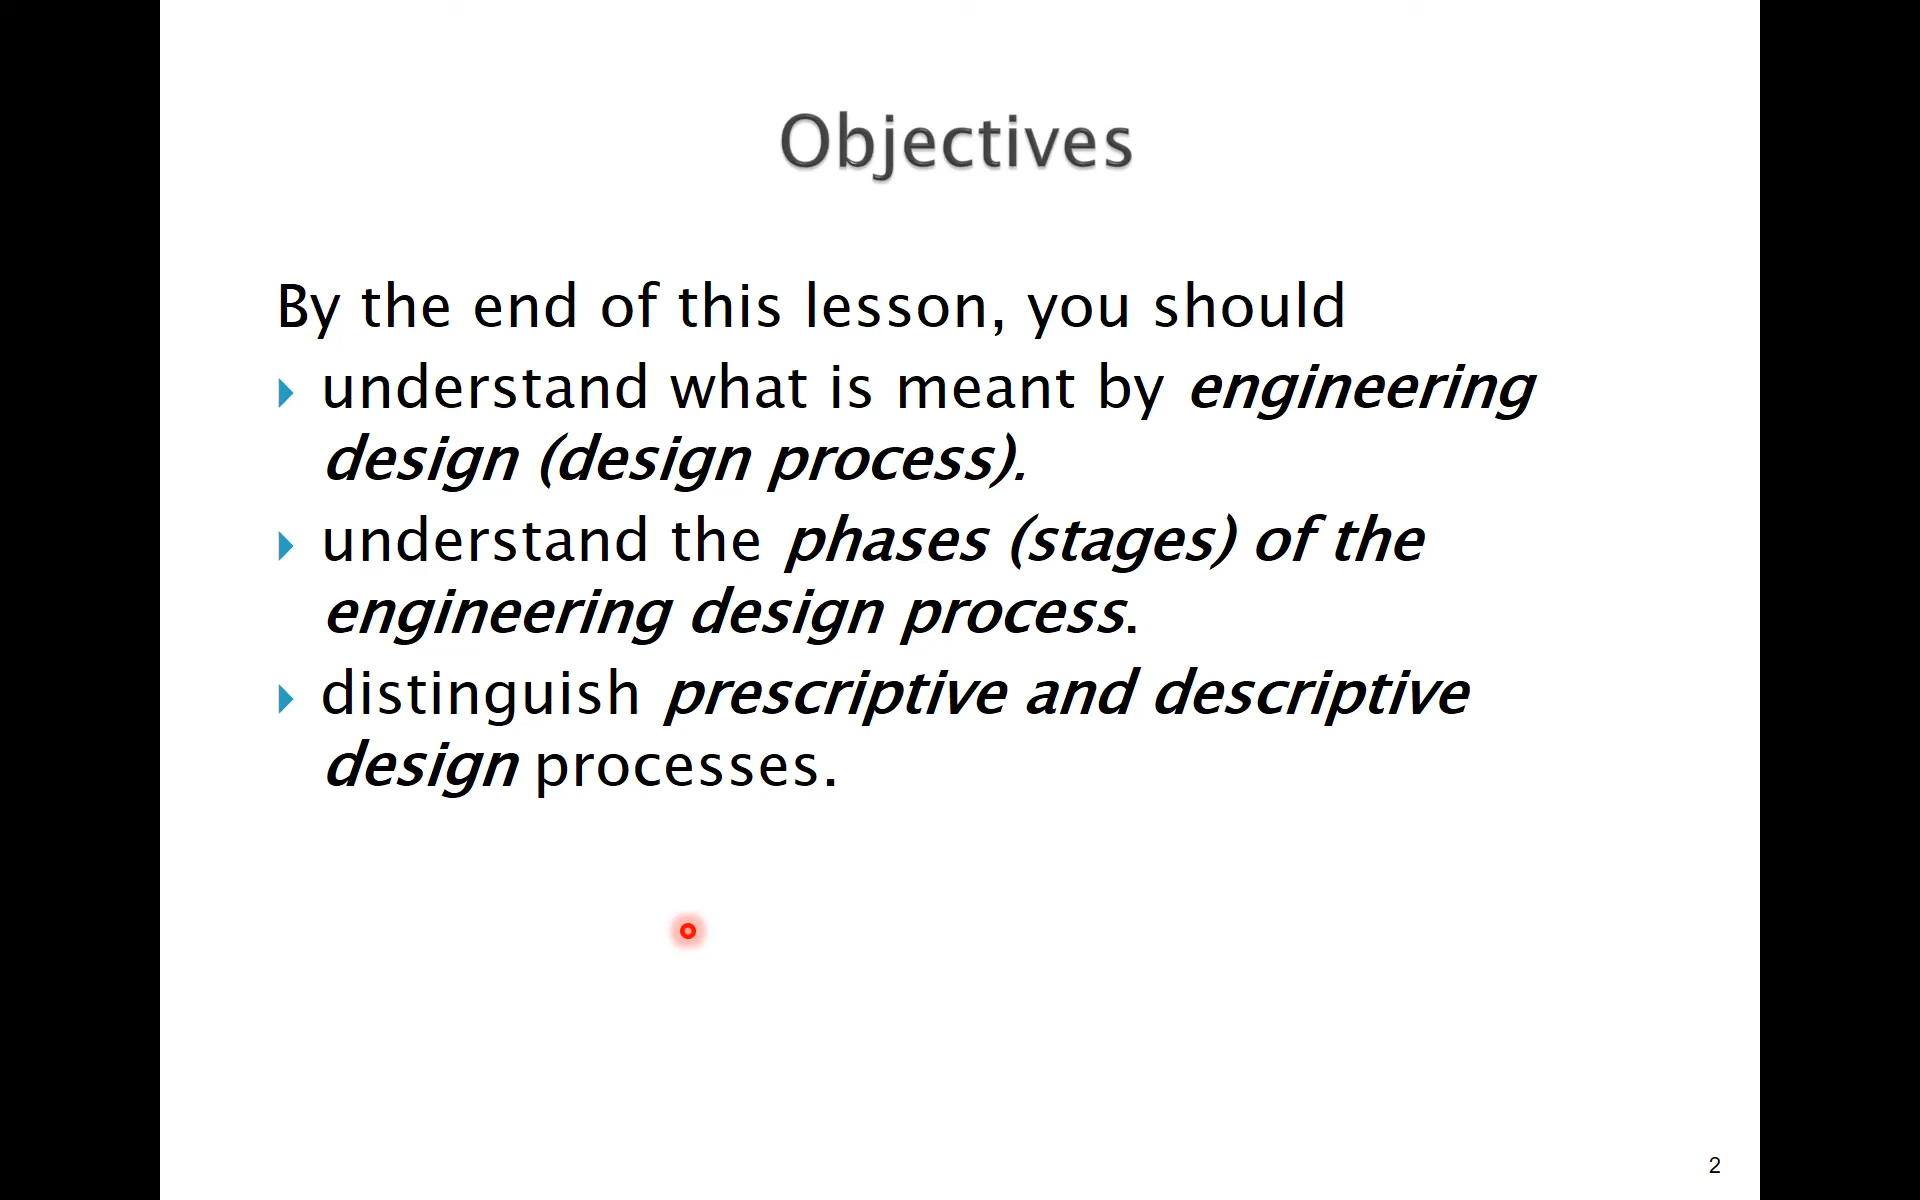 Objectives
By the end of this lesson, you should
understand what is meant by engineering
design (design process).
understand the phases (stages) of the
engineering design process.
distinguish prescriptive and descriptive
design processes.
2